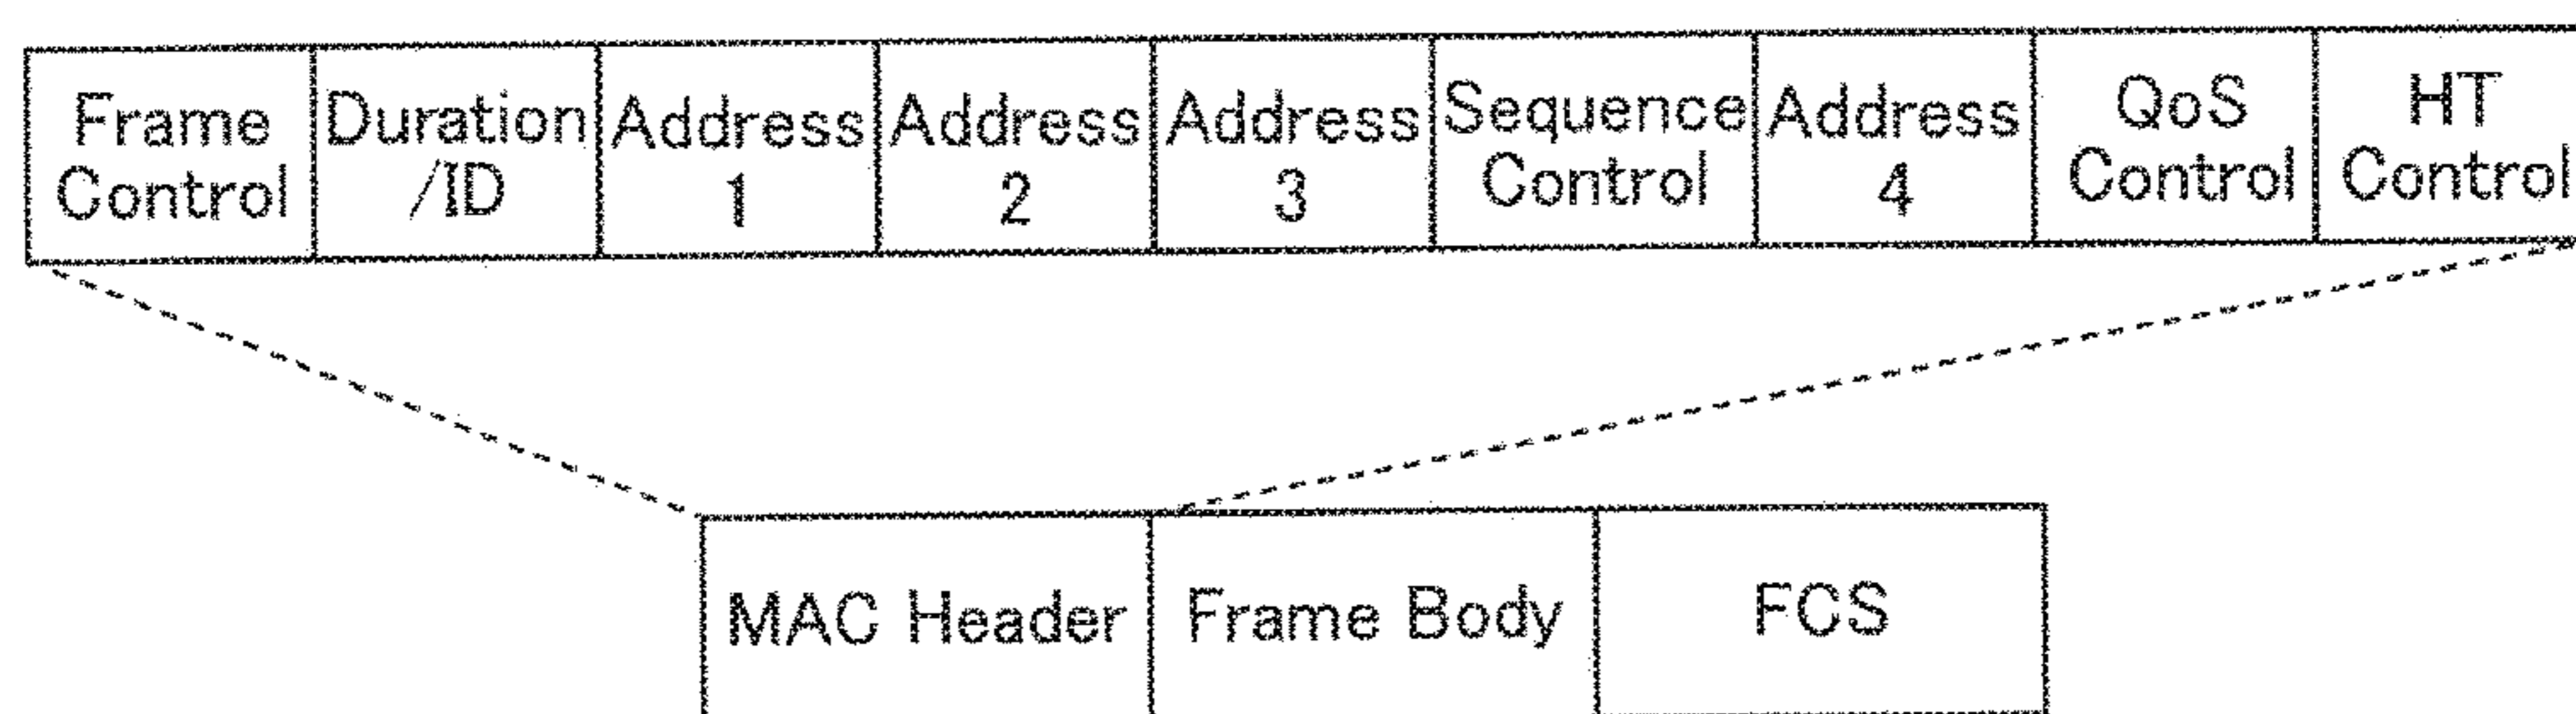 Frame Control
Duration /ID
Address 1
Address 2
Address 3
Sequence Control
Address 4
QoS Control
HT Control
MAC Header
Frame Body
FCS